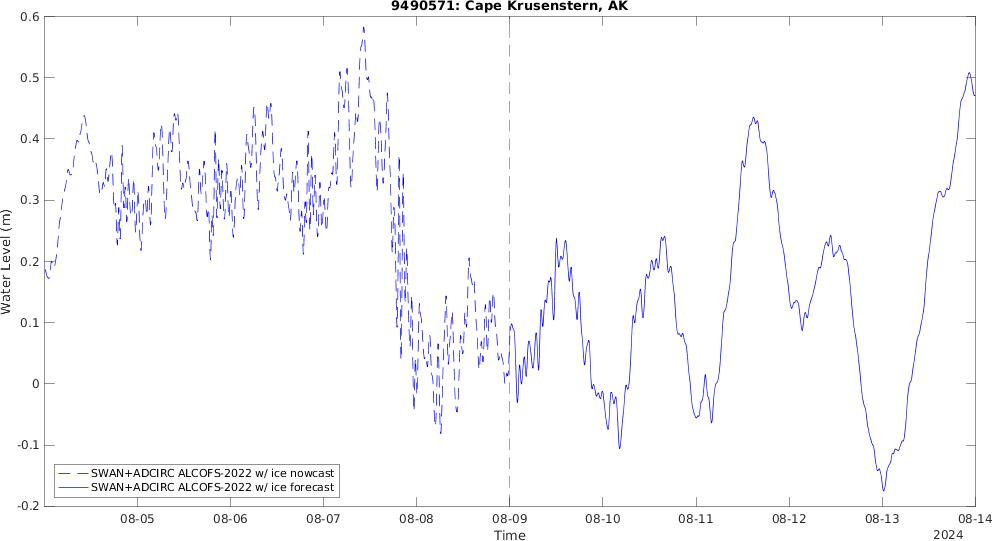 9490571: Cape Krusenstern, AK
0.6
0.5
0.4
0.3
0.2
0.1
0
-0.1
-0.2
Water Level (m)
SWAN+ADCIRC ALCOFS-2022 w/ ice nowcast
SWAN+ADCIRC ALCOFS-2022 w/ ice forecast
08-05 08-06 08-07 08-08 08-09 08-10 08-11 08-12 08-13 08-14
Time
2024